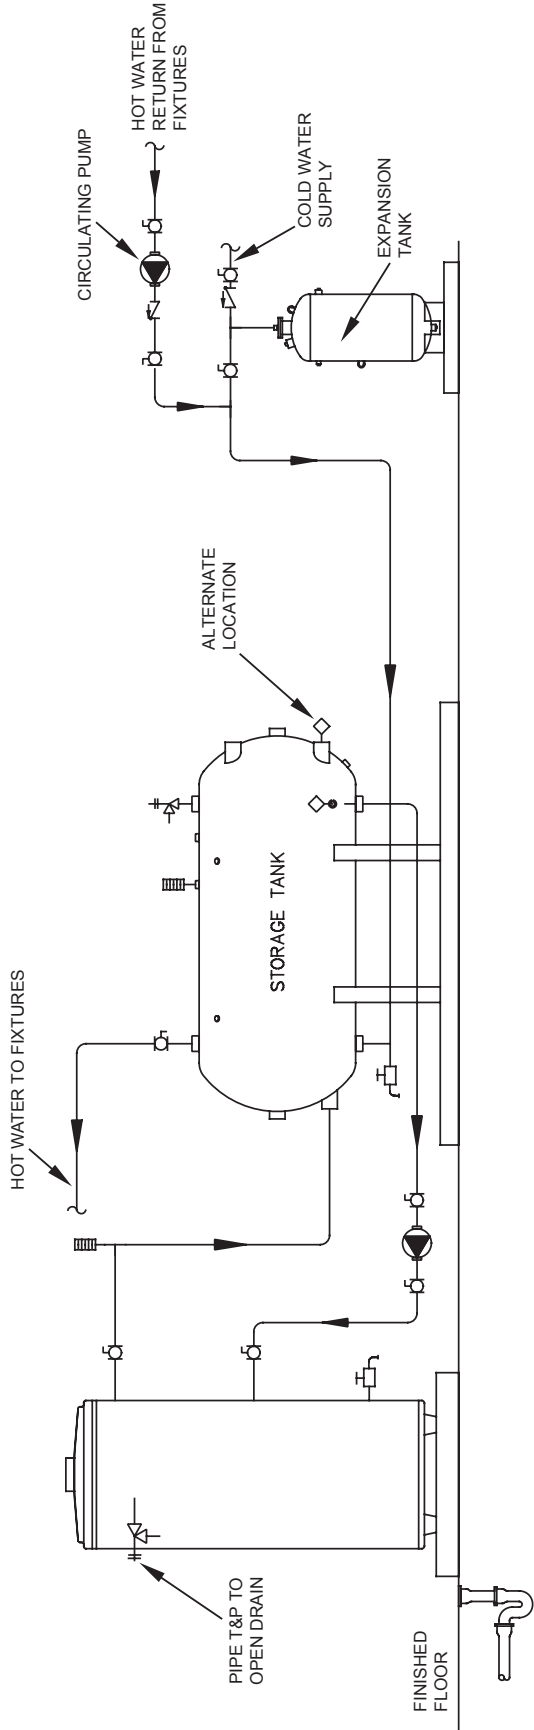 HOT WATER
RETURN FROM
FIXTURES
CIRCULATING PUMP
COLD WATER
SUPPLY
EXPANSION
TANK
ALTERNATE
LOCATION
STORAGE TANK
HOT WATER TO FIXTURES
PIPE T&P TO
OPEN DRAIN
FINISHED
FLOOR